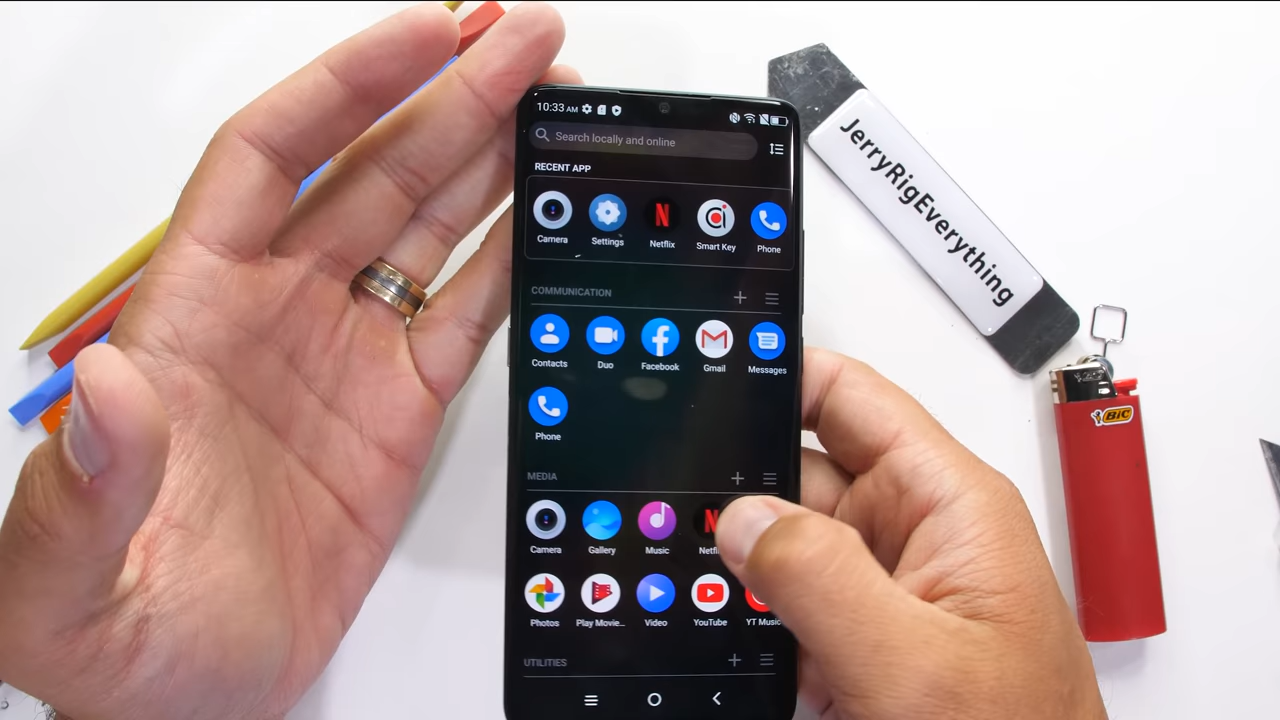 10:33 AM
Search locally and online
RECENT APP
Camera
Settings
Netflix
Smart Key
Phone
COMMUNICATION
Contacts
Duo
Facebook
Gmail
Messages
Phone
MEDIA
Camera
Gallery
Music
Photos
Play Movie...
Video
YouTube
YT Music
UTILITIES
JerryRigEverything
BiC